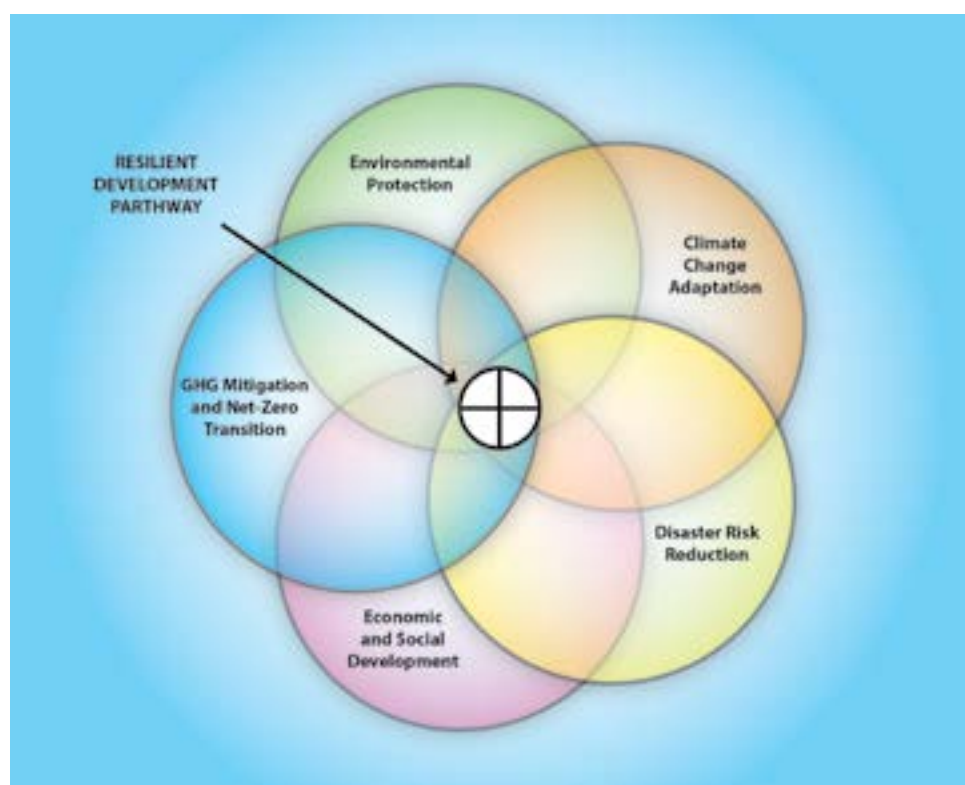 RESILIENT
DEVELOPMENT
PARTHWAY
Environmental
Protection
Climate
Change
Adaptation
GHG Mitigation
and Net-Zero
Transition
Disaster Risk
Reduction
Economic
and Social
Development